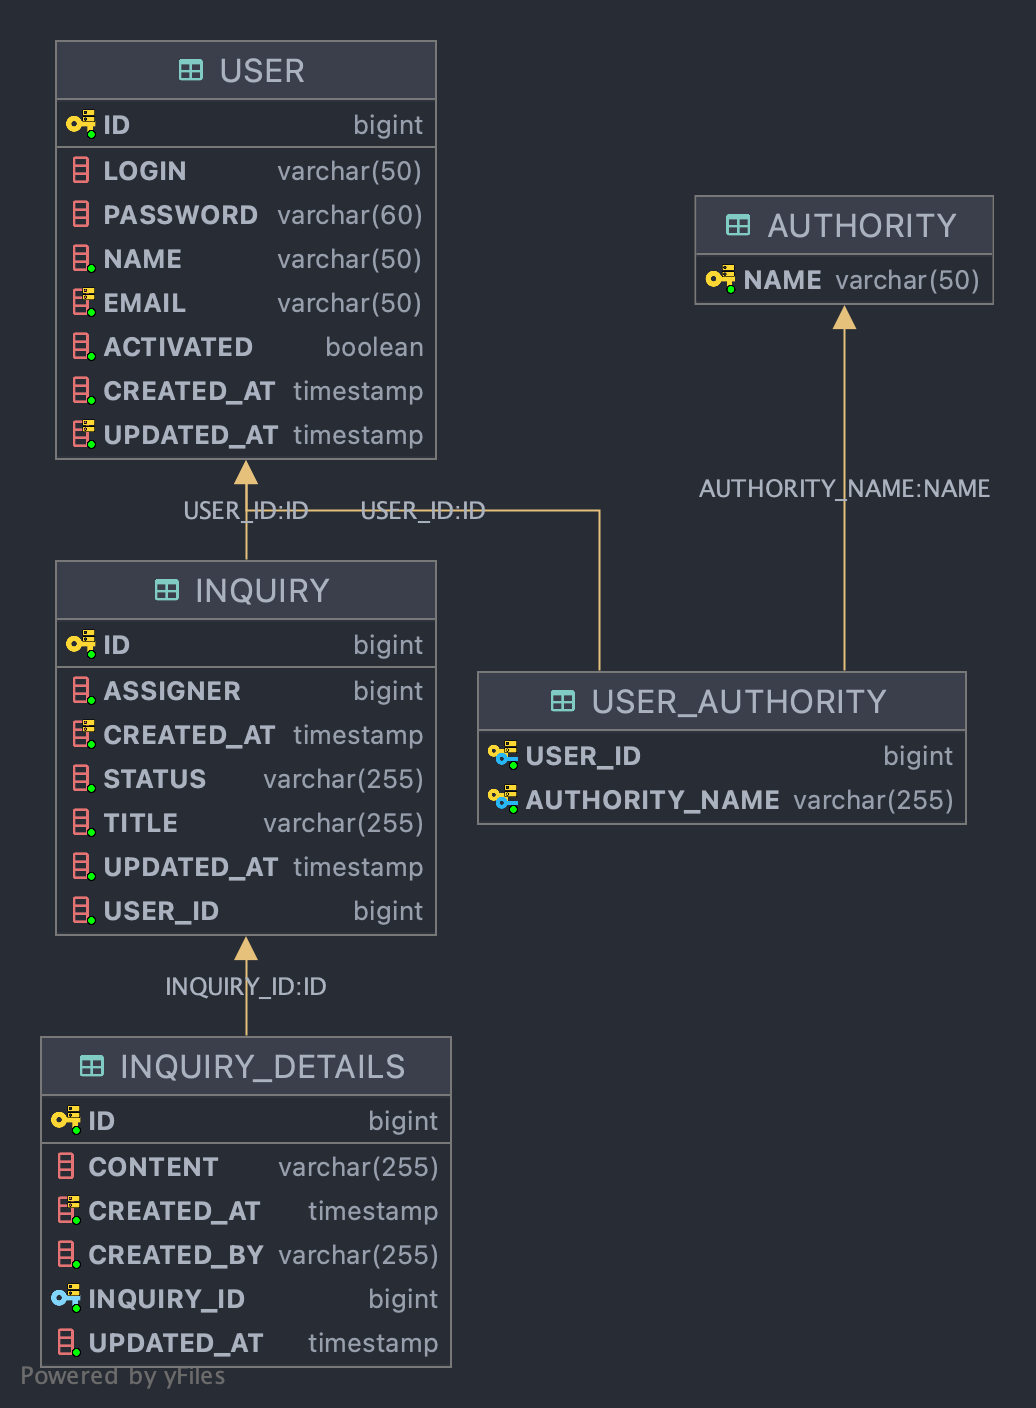 USER
ID bigint
LOGIN varchar(50)
PASSWORD varchar(60)
NAME varchar(50)
EMAIL varchar(50)
ACTIVATED boolean
CREATED_AT timestamp
UPDATED_AT timestamp
AUTHORITY
NAME varchar(50)
USER_ID:ID
USER_ID:ID
AUTHORITY_NAME:NAME
INQUIRY
ID bigint
ASSIGNER bigint
CREATED_AT timestamp
STATUS varchar(255)
TITLE varchar(255)
UPDATED_AT timestamp
USER_ID bigint
USER_AUTHORITY
USER_ID bigint
AUTHORITY_NAME varchar(255)
INQUIRY_ID:ID
INQUIRY_DETAILS
ID bigint
CONTENT varchar(255)
CREATED_AT timestamp
CREATED_BY varchar(255)
INQUIRY_ID bigint
UPDATED_AT timestamp
Powered by yFiles